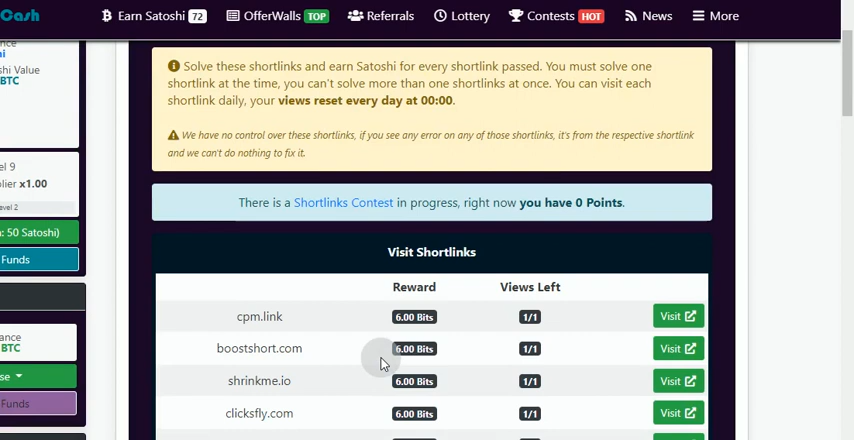 Cash
Earn Satoshi 72
OfferWalls TOP
Referrals
Lottery
Contests HOT
News
More
Solve these shortlinks and earn Satoshi for every shortlink passed. You must solve one
shortlink at the time, you can't solve more than one shortlinks at once. You can visit each
shortlink daily, your views reset every day at 00:00.
We have no control over these shortlinks, if you see any error on any of those shortlinks, it's from the respective shortlink
and we can't do nothing to fix it.
There is a Shortlinks Contest in progress, right now you have 0 Points.
Visit Shortlinks
Reward Views Left
cpm.link 6.00 Bits 1/1 Visit
boostshort.com 6.00 Bits 1/1 Visit
shrinkme.io 6.00 Bits 1/1 Visit
clicksfly.com 6.00 Bits 1/1 Visit
nce
hi
shi Value
BTC
el 9
plier x1.00
evel 2
: 50 Satoshi)
Funds
ance
BTC
se
Funds